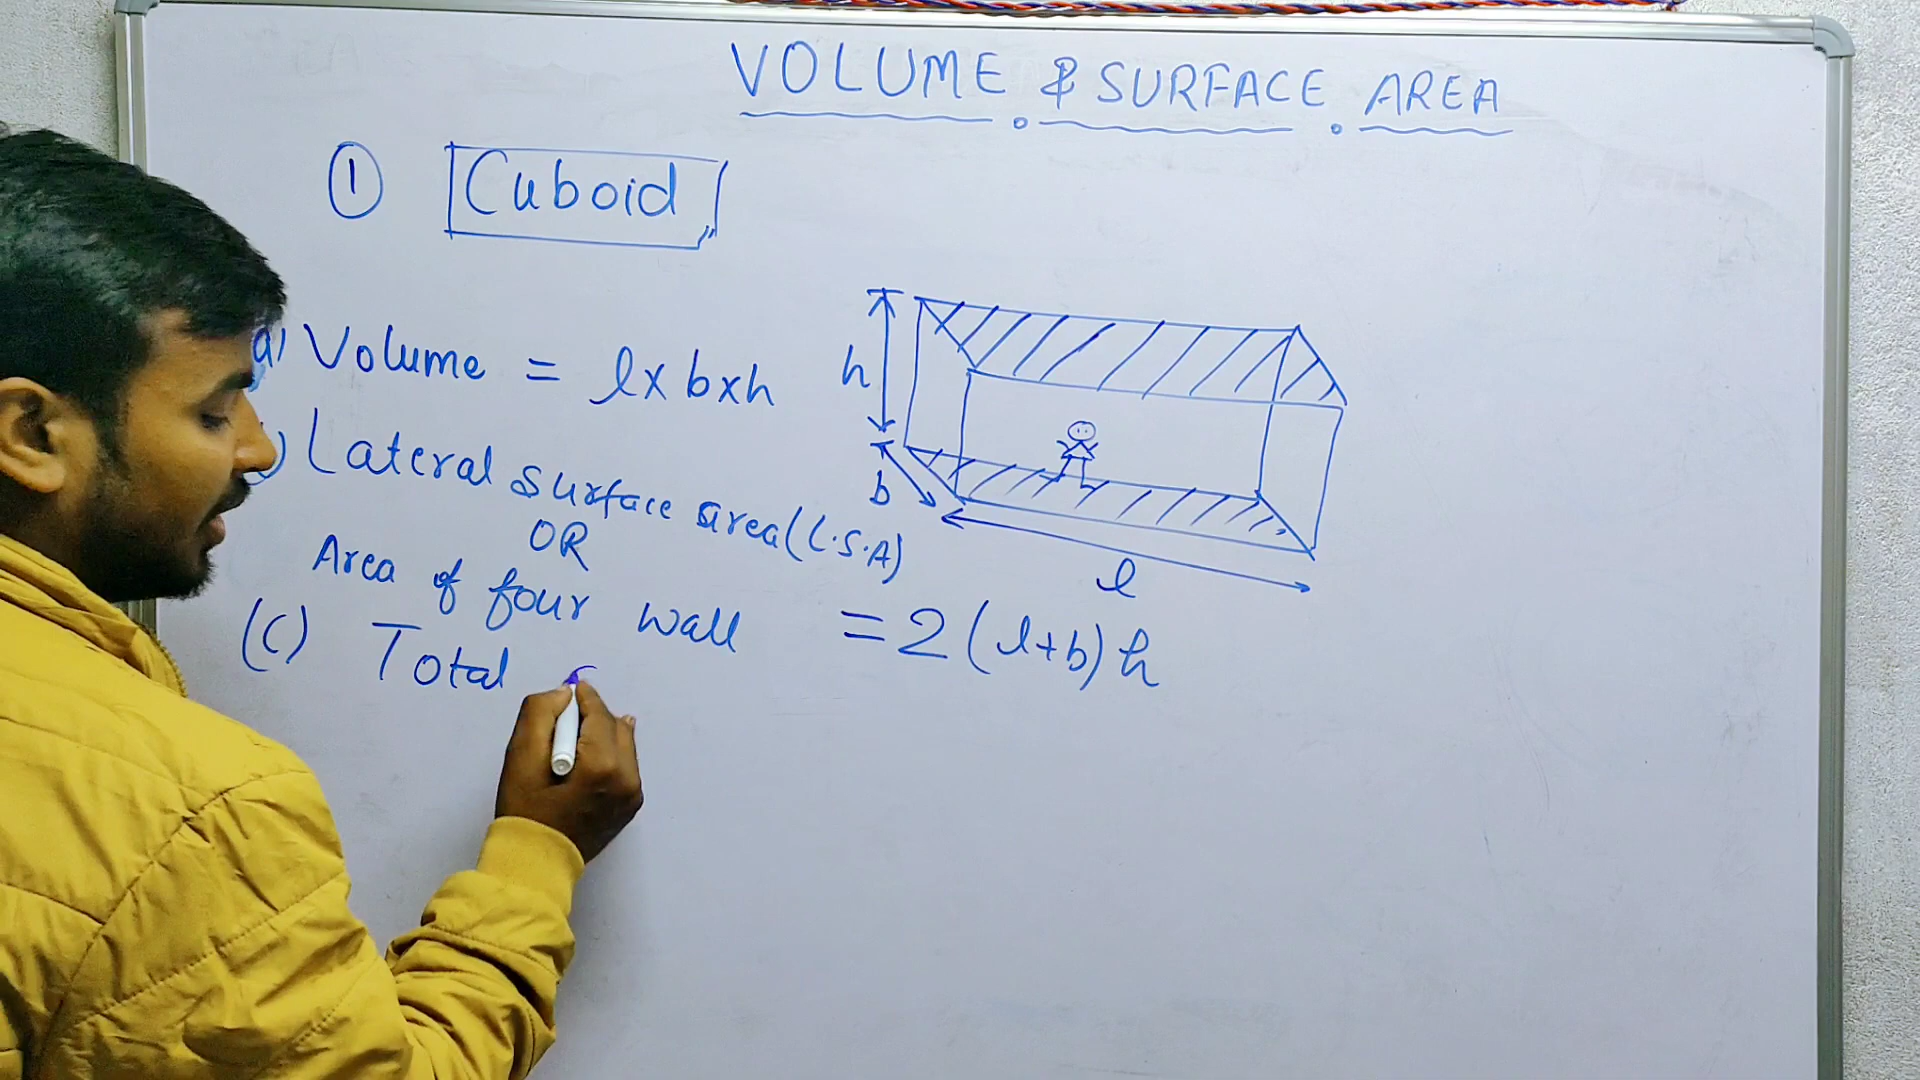 VOLUME & SURFACE AREA
① Cuboid
a) Volume = l x b x h
) Lateral surface area (L.S.A)
OR
Area of four wall = 2 (l+b) h
(C) Total
h
b
l